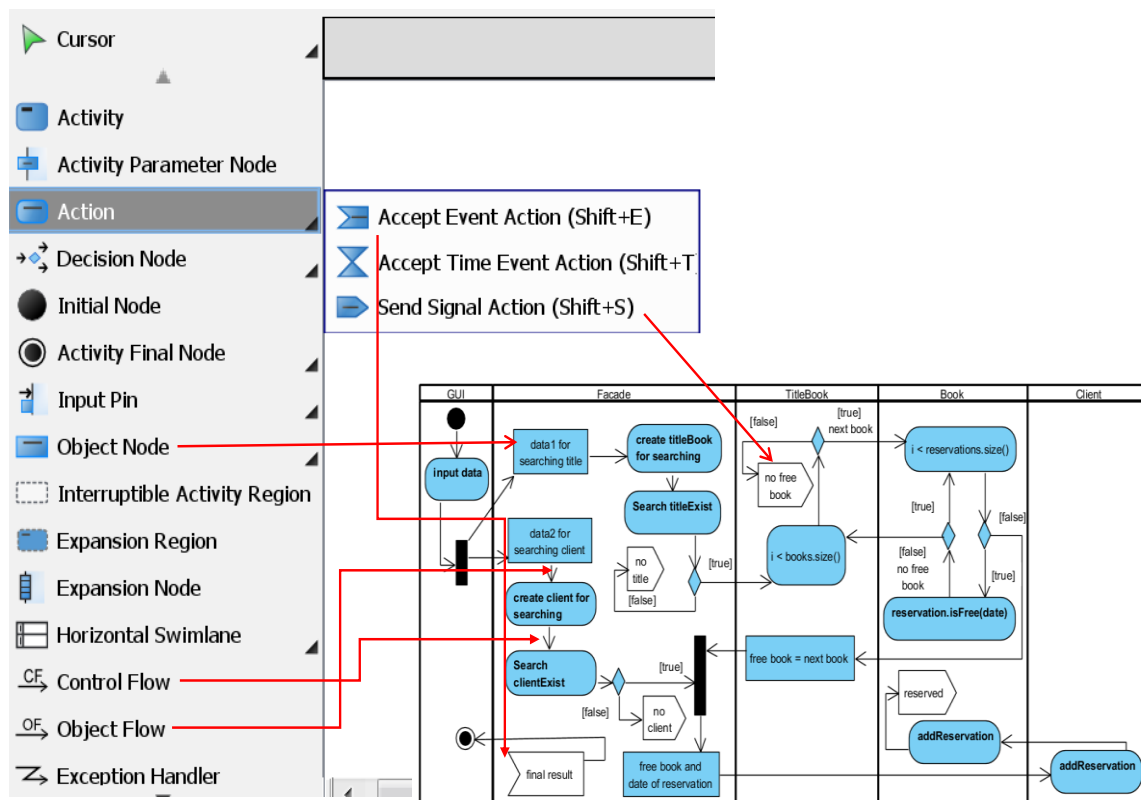 Cursor
Activity
Activity Parameter Node
Action
Decision Node
Initial Node
Activity Final Node
Input Pin
Object Node
Interruptible Activity Region
Expansion Region
Expansion Node
Horizontal Swimlane
CF
Control Flow
OF
Object Flow
Exception Handler
Accept Event Action (Shift+E)
Accept Time Event Action (Shift+T
Send Signal Action (Shift+S)
GUI
Facade
TitleBook
Book
Client
input data
data1 for
searching title
create titleBook
for searching
Search titleExist
data2 for
searching client
no
title
[false]
[true]
create client for
searching
Search
clientExist
[true]
[false]
no
client
final result
free book and
date of reservation
[false]
[true]
next book
no free
book
i < books.size()
free book = next book
[true]
i < reservations.size()
[true]
[false]
[false]
no free
book
[true]
reservation.isFree(date)
reserved
addReservation
addReservation